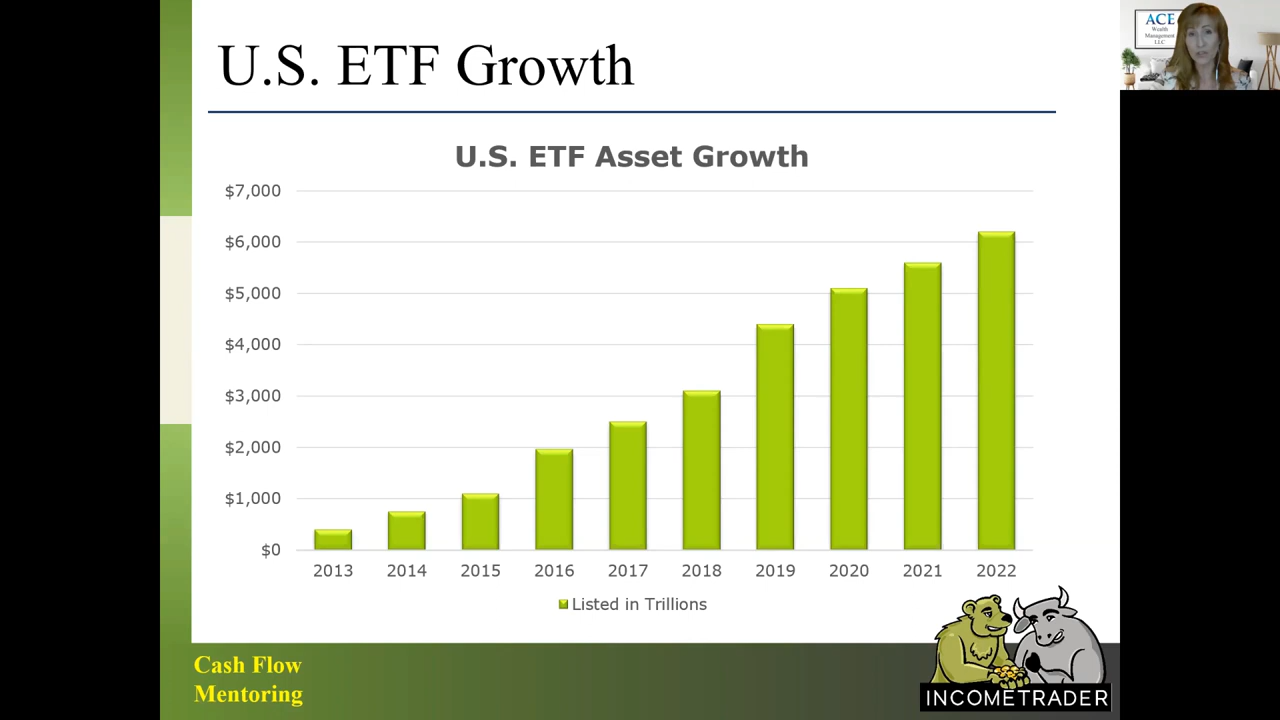 U.S. ETF Growth
ACE
Wealth
Management
LLC
U.S. ETF Asset Growth
$7,000
$6,000
$5,000
$4,000
$3,000
$2,000
$1,000
$0
2013 2014 2015 2016 2017 2018 2019 2020 2021 2022
Listed in Trillions
Cash Flow
Mentoring
INCOMETRADER